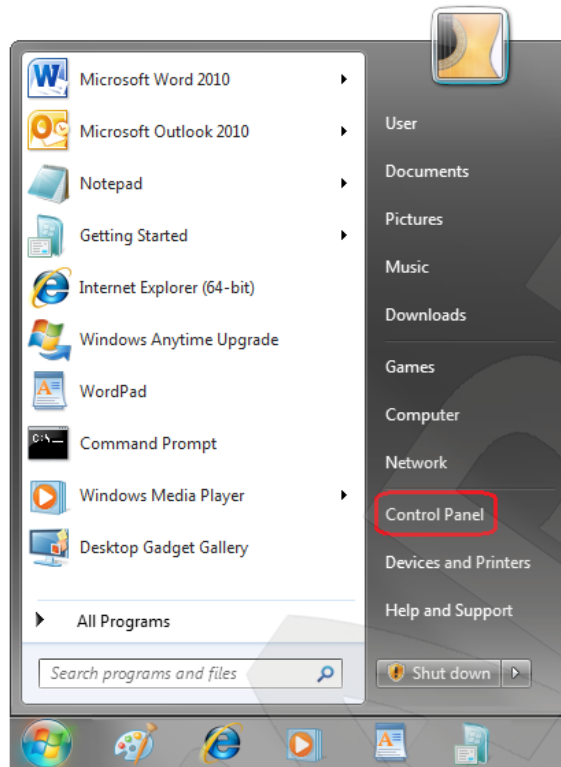 Microsoft Word 2010
Microsoft Outlook 2010
Notepad
Getting Started
Internet Explorer (64-bit)
Windows Anytime Upgrade
WordPad
C:\
Command Prompt
Windows Media Player
Desktop Gadget Gallery
All Programs
Search programs and files
User
Documents
Pictures
Music
Downloads
Games
Computer
Network
Control Panel
Devices and Printers
Help and Support
Shut down